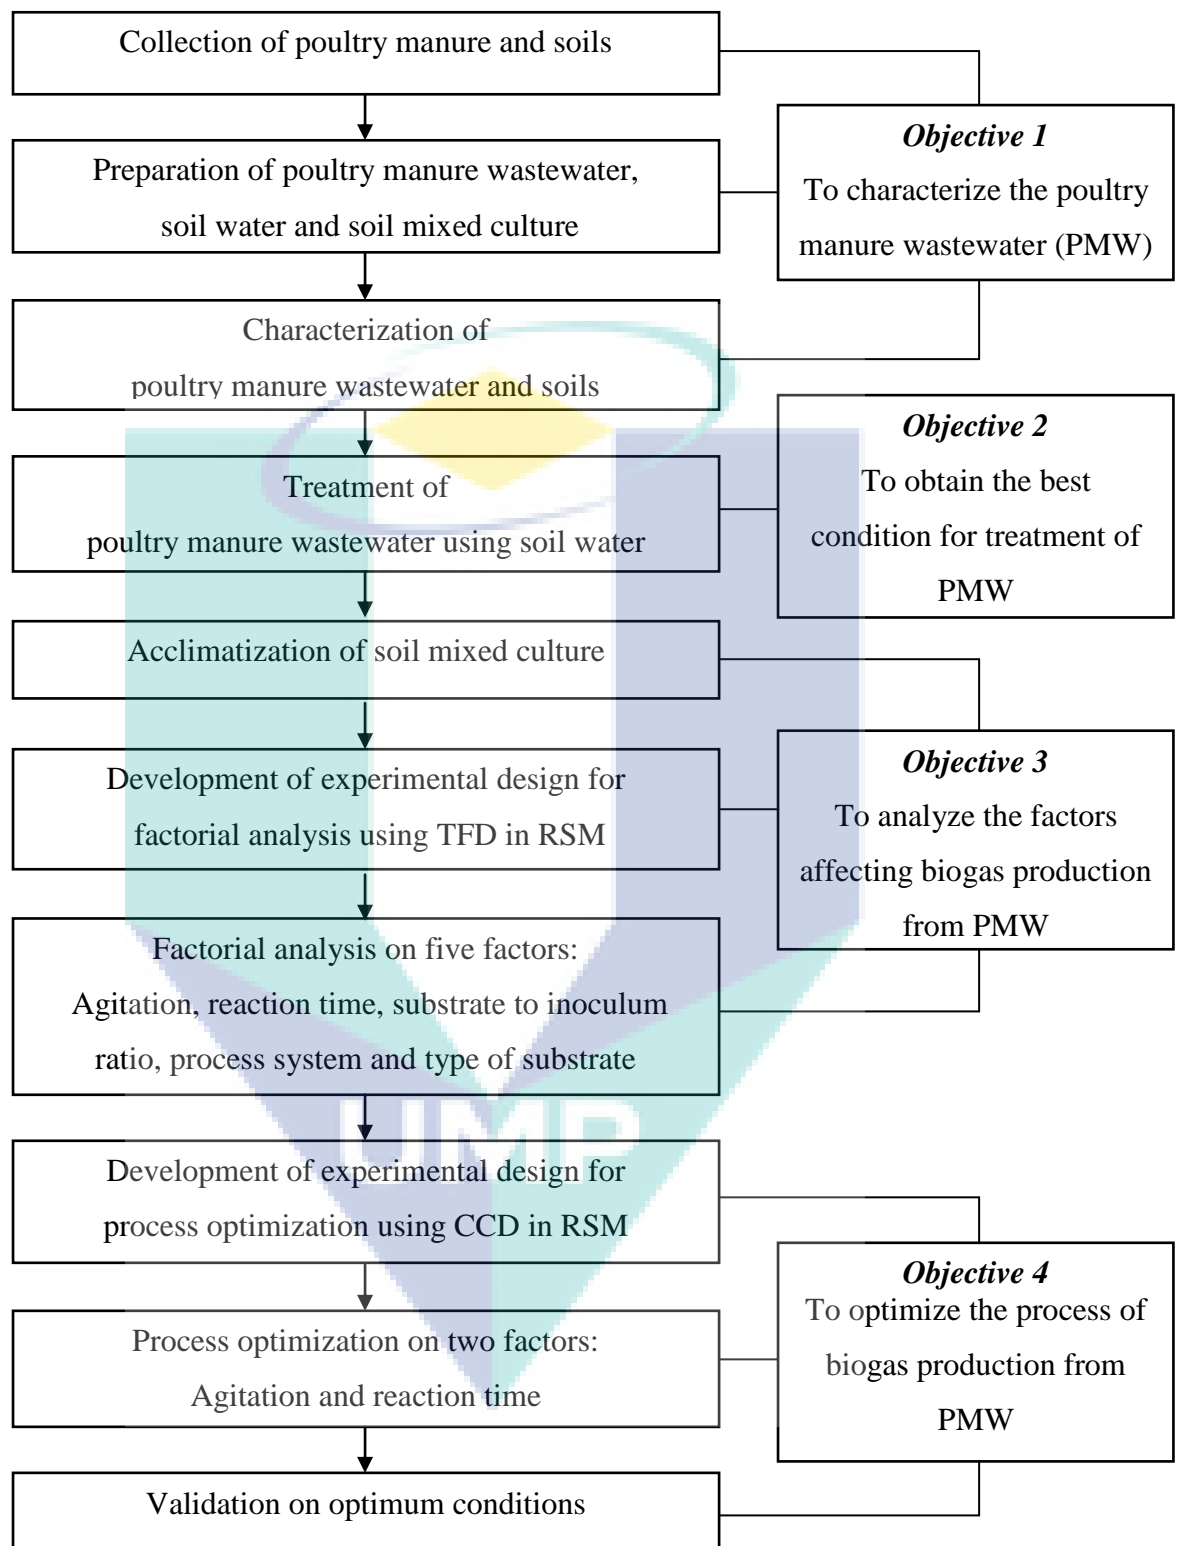 Collection of poultry manure and soils
Preparation of poultry manure wastewater,
soil water and soil mixed culture
Objective 1
To characterize the poultry
manure wastewater (PMW)
Characterization of
poultry manure wastewater and soils
Treatment of
poultry manure wastewater using soil water
Objective 2
To obtain the best
condition for treatment of
PMW
Acclimatization of soil mixed culture
Development of experimental design for
factorial analysis using TFD in RSM
Objective 3
To analyze the factors
affecting biogas production
from PMW
Factorial analysis on five factors:
Agitation, reaction time, substrate to inoculum
ratio, process system and type of substrate
UMP
Development of experimental design for
process optimization using CCD in RSM
Objective 4
To optimize the process of
biogas production from
PMW
Process optimization on two factors:
Agitation and reaction time
Validation on optimum conditions